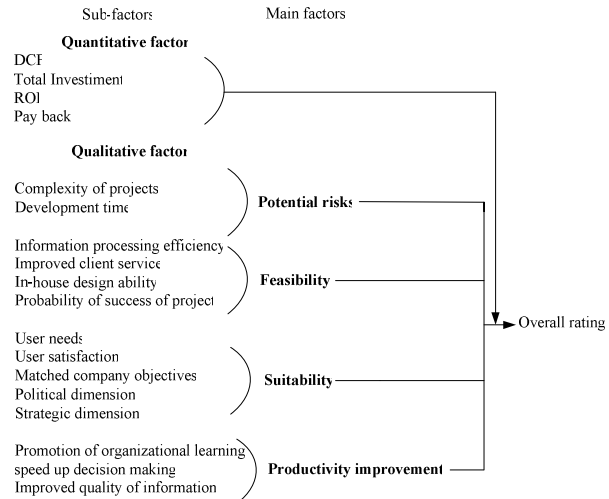 Sub-factors Main factors
Quantitative factor
DCF
Total Investiment
ROI
Pay back
Qualitative factor
Complexity of projects
Development time
Potential risks
Information processing efficiency
Improved client service
In-house design ability
Probability of success of project
Feasibility
Overall rating
User needs
User satisfaction
Matched company objectives
Political dimension
Strategic dimension
Suitability
Promotion of organizational learning
speed up decision making
Improved quality of information
Productivity improvement